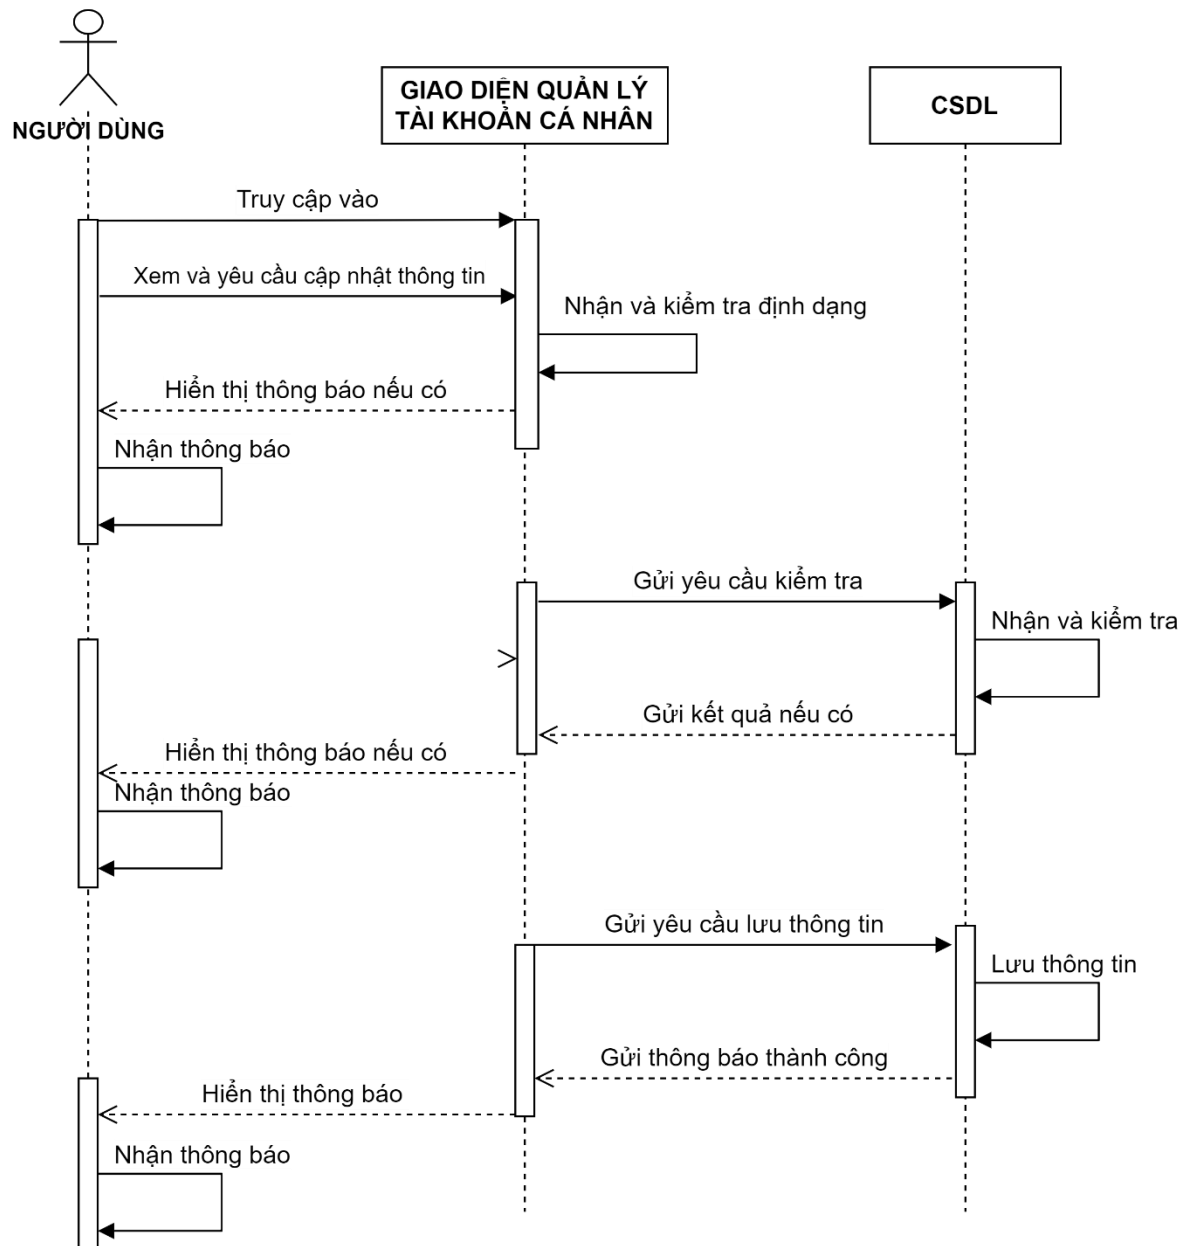 NGƯỜI DÙNG
GIAO DIỆN QUẢN LÝ
TÀI KHOẢN CÁ NHÂN
CSDL
Truy cập vào
Xem và yêu cầu cập nhật thông tin
Nhận và kiểm tra định dạng
Hiển thị thông báo nếu có
Nhận thông báo
Gửi yêu cầu kiểm tra
Nhận và kiểm tra
Gửi kết quả nếu có
Hiển thị thông báo nếu có
Nhận thông báo
Gửi yêu cầu lưu thông tin
Lưu thông tin
Gửi thông báo thành công
Hiển thị thông báo
Nhận thông báo